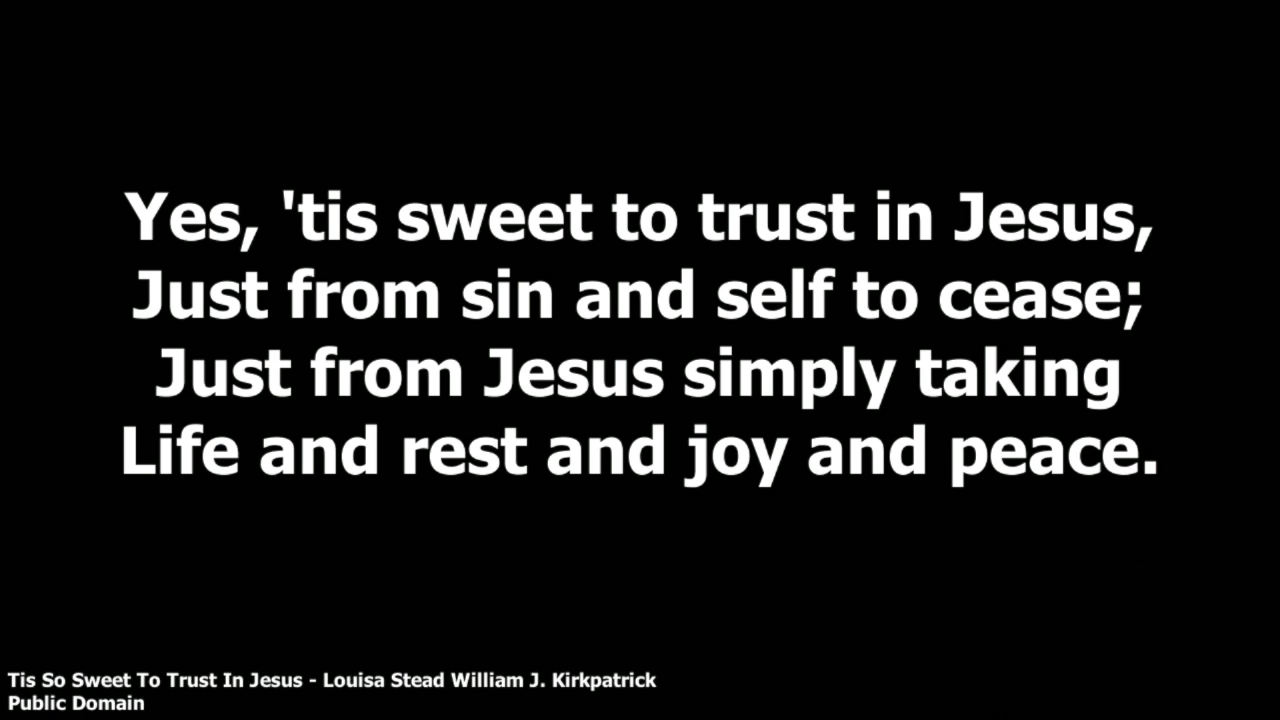 Yes, 'tis sweet to trust in Jesus,
Just from sin and self to cease;
Just from Jesus simply taking
Life and rest and joy and peace.
Tis So Sweet To Trust In Jesus - Louisa Stead William J. Kirkpatrick
Public Domain